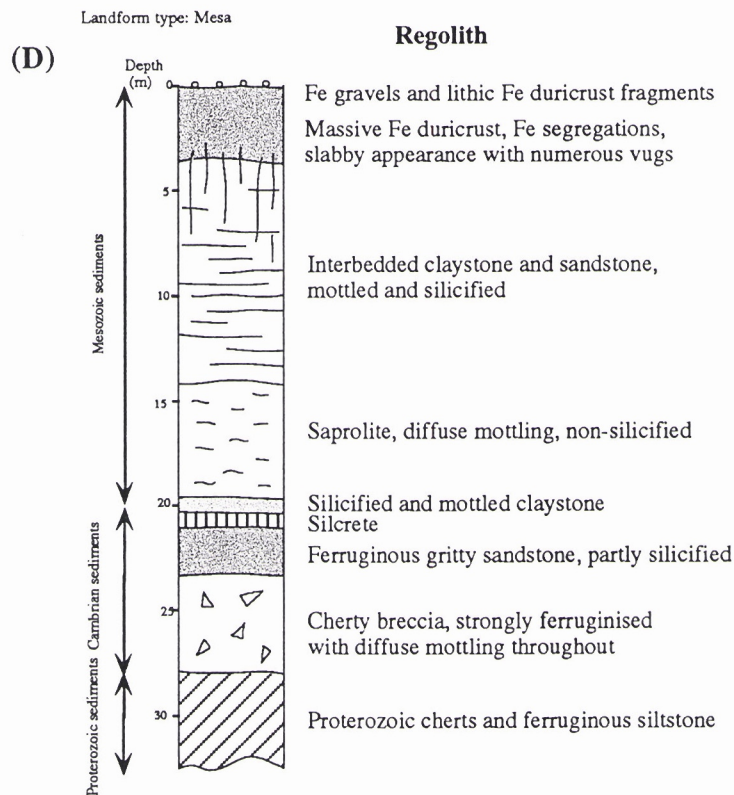 Landform type: Mesa
Regolith
(D)
Depth
(m)
0
Fe gravels and lithic Fe duricrust fragments
Massive Fe duricrust, Fe segregations,
slabby appearance with numerous vugs
5
Interbedded claystone and sandstone,
mottled and silicified
10
15
Saprolite, diffuse mottling, non-silicified
20
Silicified and mottled claystone
Silcrete
Ferruginous gritty sandstone, partly silicified
25
Cherty breccia, strongly ferruginised
with diffuse mottling throughout
30
Proterozoic cherts and ferruginous siltstone
Mesozoic sediments
Cambrian sediments
Proterozoic sediments